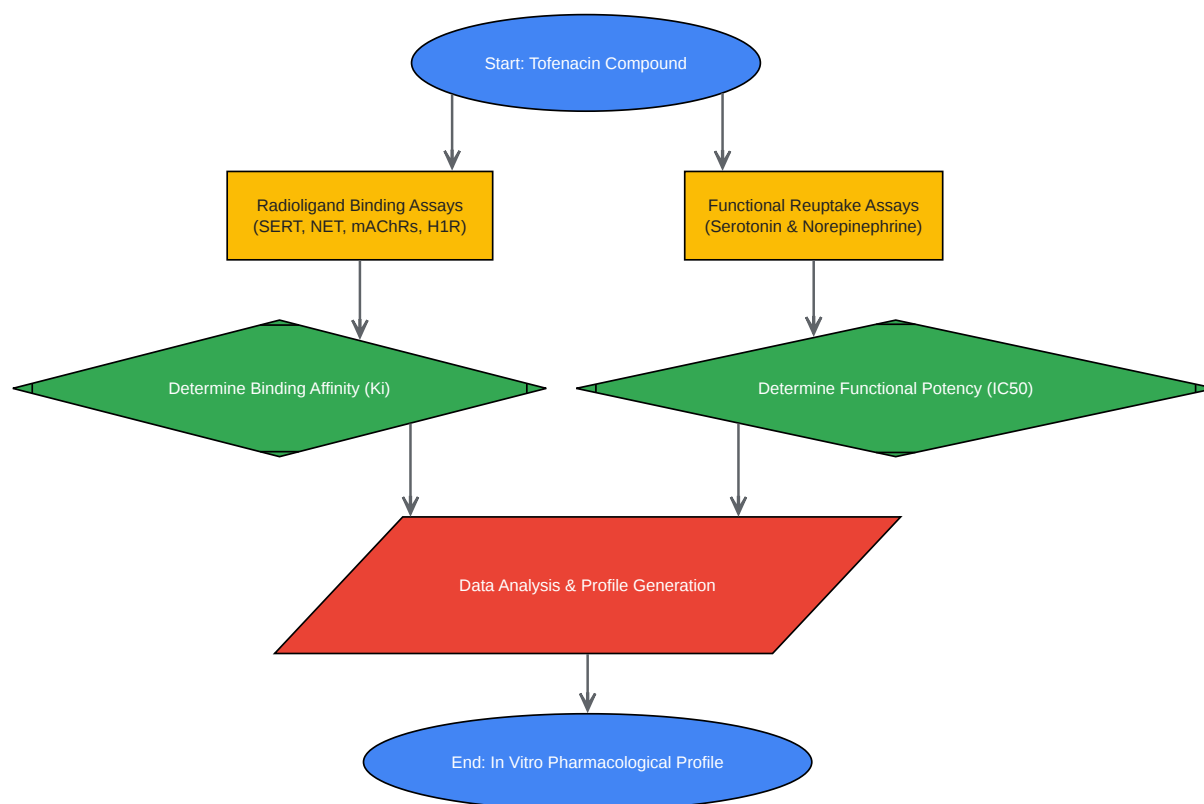 Start: Tofenacin Compound
Radioligand Binding Assays
(SERT, NET, mAChRs, H1R)
Functional Reuptake Assays
(Serotonin & Norepinephrine)
Determine Binding Affinity (Ki)
Determine Functional Potency (IC50)
Data Analysis & Profile Generation
End: In Vitro Pharmacological Profile